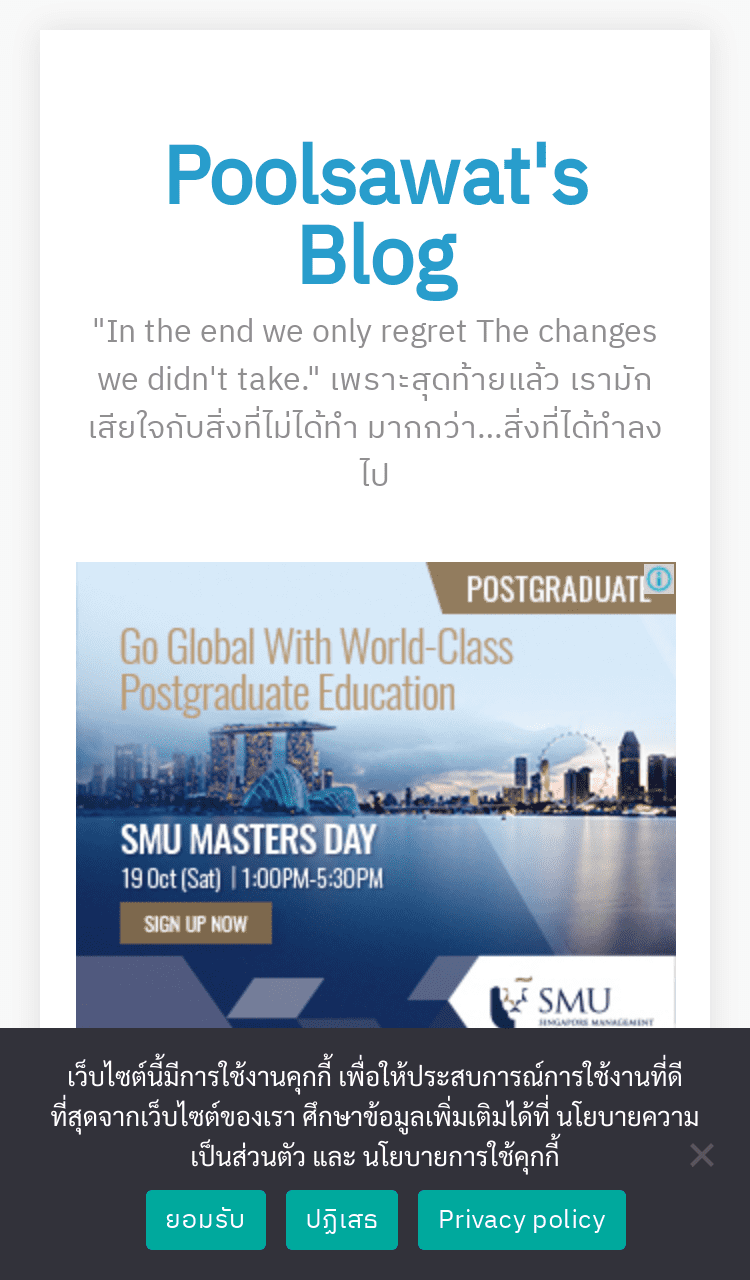 Poolsawat's
Blog
"In the end we only regret The changes
we didn't take." เพราะสุดท้ายแล้ว เรามัก
เสียใจกับสิ่งที่ไม่ได้ทำ มากกว่า...สิ่งที่ได้ทำลง
ไป
POSTGRADUATE
Go Global With World-Class
Postgraduate Education
SMU MASTERS DAY
19 Oct (Sat) | 1:00PM-5:30PM
SIGN UP NOW
SMU
SINGAPORE MANAGEMENT
เว็บไซต์นี้มีการใช้งานคุกกี้ เพื่อให้ประสบการณ์การใช้งานที่ดี
ที่สุดจากเว็บไซต์ของเรา ศึกษาข้อมูลเพิ่มเติมได้ที่ นโยบายความ
เป็นส่วนตัว และ นโยบายการใช้คุกกี้
ยอมรับ ปฏิเสธ Privacy policy